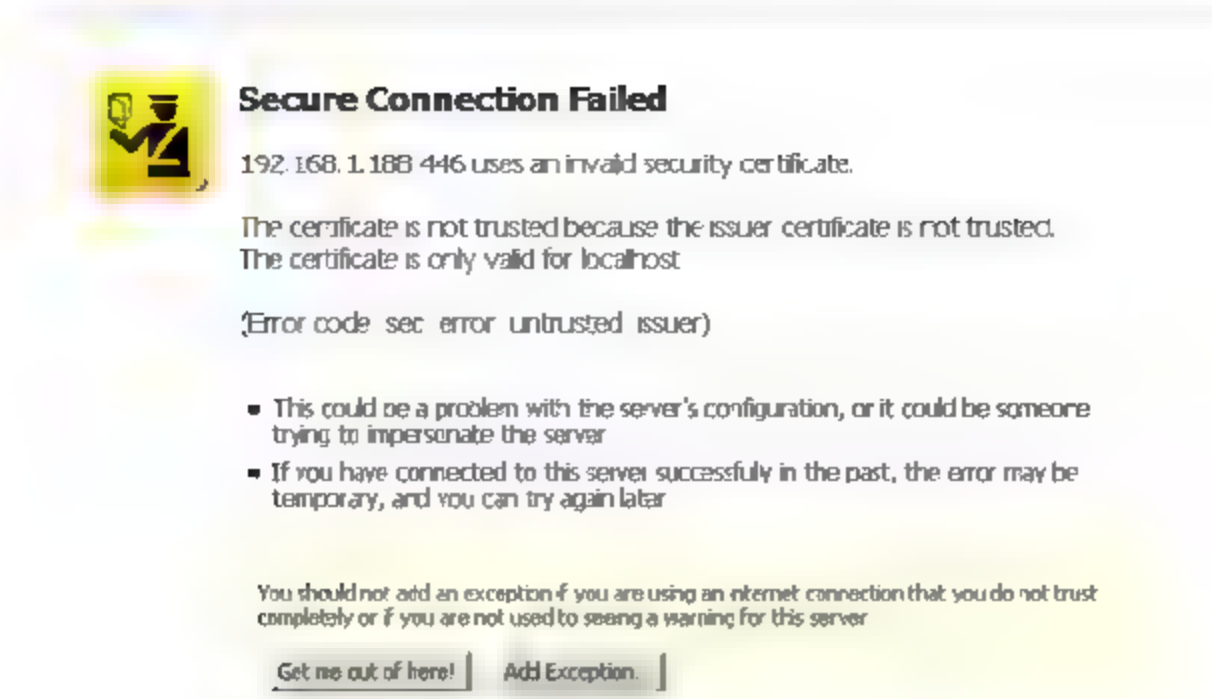 Secure Connection Failed
192.168.1.188 446 uses an invalid security certificate.
The certificate is not trusted because the issuer certificate is not trusted.
The certificate is only valid for localhost
(Error code sec error untrusted issuer)
This could be a problem with the server's configuration, or it could be someone
trying to impersonate the server
If you have connected to this server successfully in the past, the error may be
temporary, and you can try again later
You should not add an exception if you are using an internet connection that you do not trust
completely or if you are not used to seeing a warning for this server
Get me out of here!
Add Exception.